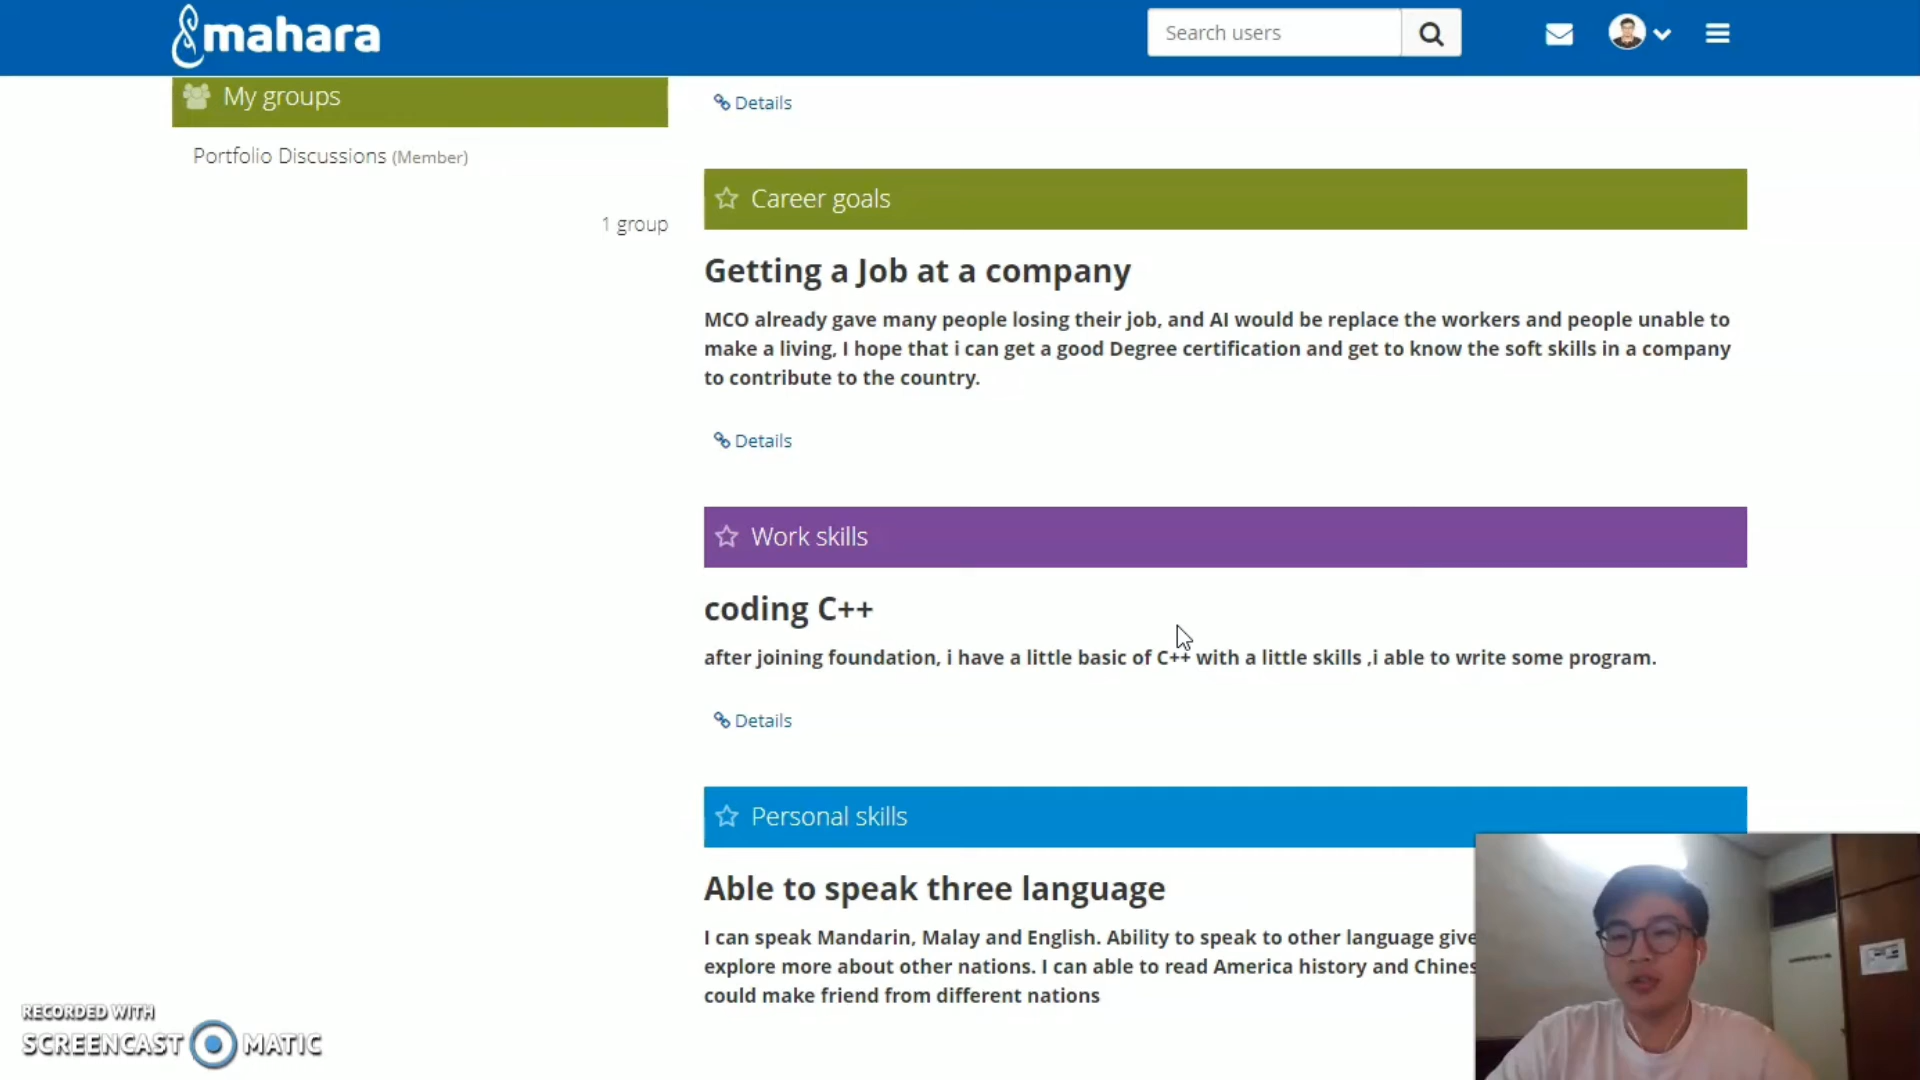 mahara
Search users
My groups
Details
Portfolio Discussions (Member)
1 group
Career goals
Getting a Job at a company
MCO already gave many people losing their job, and AI would be replace the workers and people unable to
make a living, I hope that i can get a good Degree certification and get to know the soft skills in a company
to contribute to the country.
Details
Work skills
coding C++
after joining foundation, i have a little basic of C++ with a little skills ,i able to write some program.
Details
Personal skills
Able to speak three language
I can speak Mandarin, Malay and English. Ability to speak to other language give
explore more about other nations. I can able to read America history and Chines
could make friend from different nations
RECORDED WITH
SCREENCAST MATIC